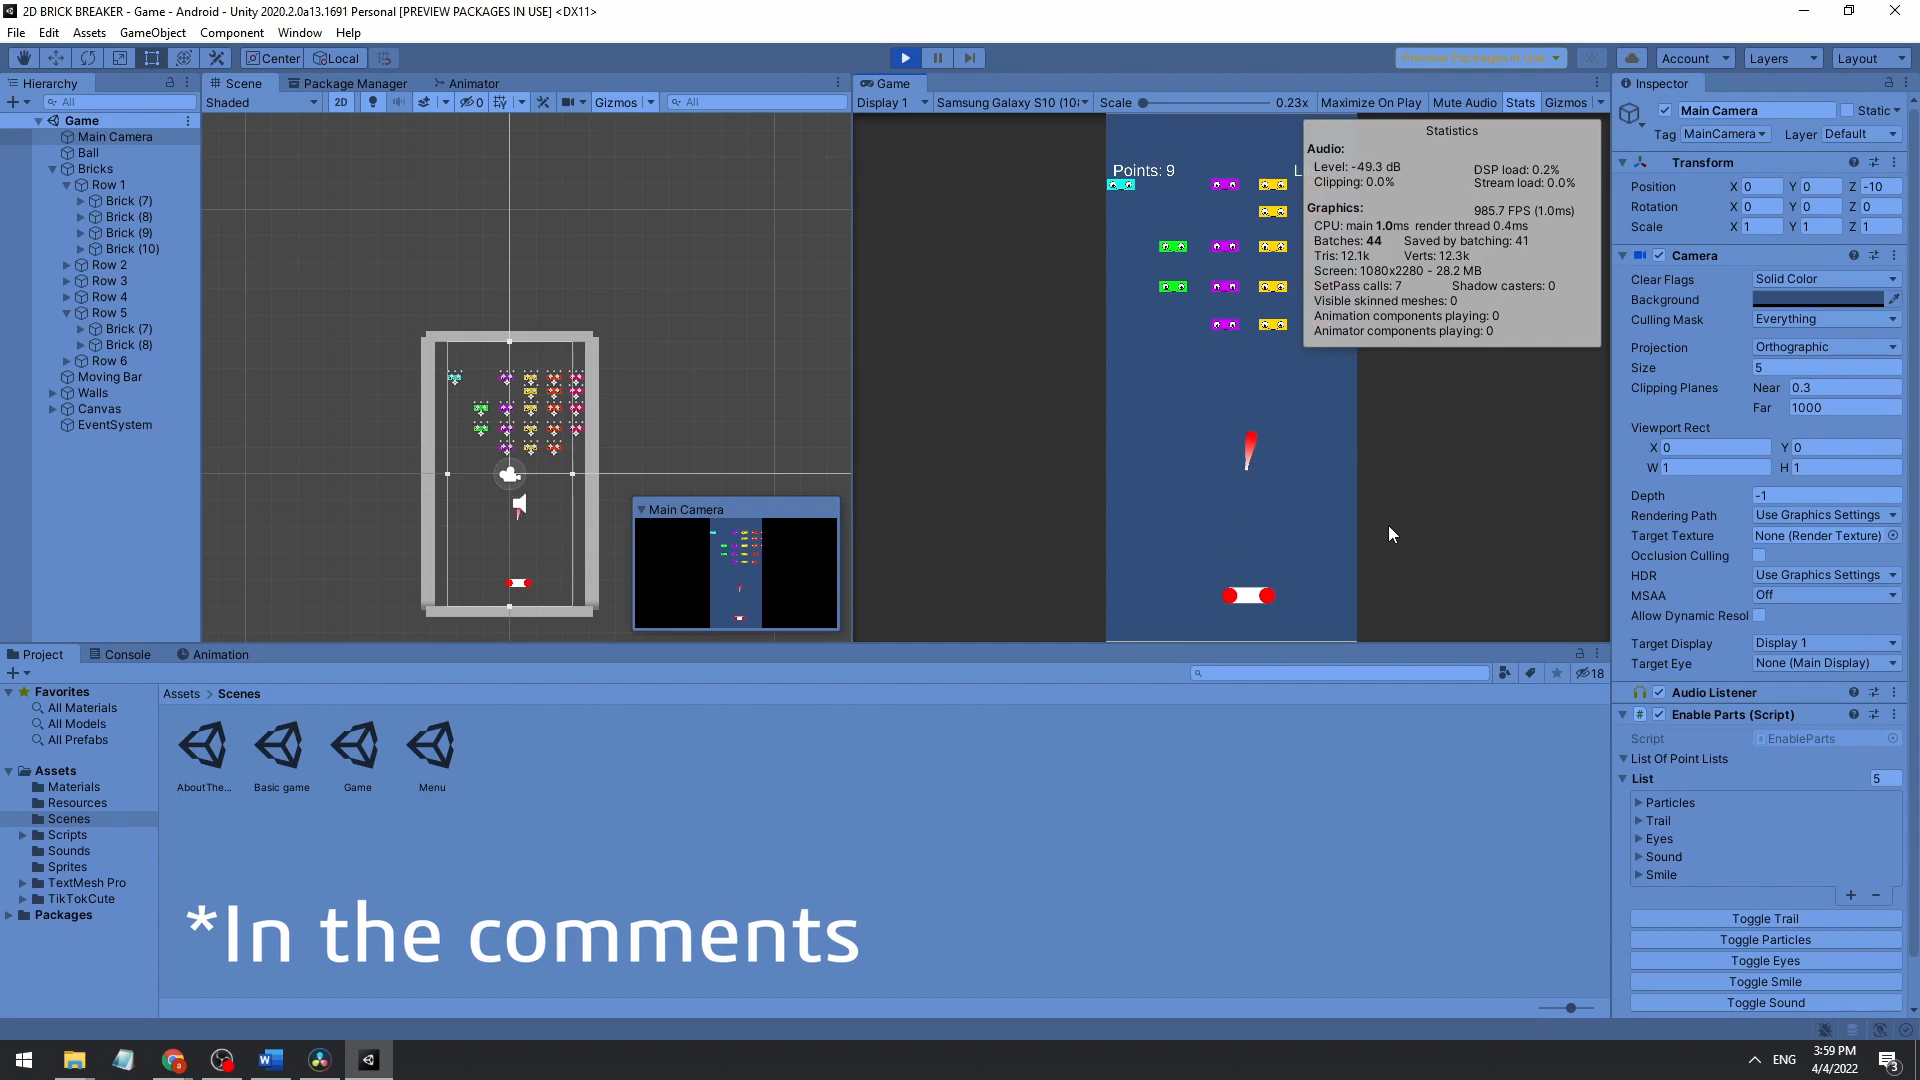 2D BRICK BREAKER - Game - Android - Unity 2020.2.0a13.1691 Personal [PREVIEW PACKAGES IN USE] <DX11>
File Edit Assets GameObject Component Window Help
Center Local Preview Packages in Use Account Layers Layout
Hierarchy
All
Game
Main Camera
Ball
Bricks
Row 1
Brick (7)
Brick (8)
Brick (9)
Brick (10)
Row 2
Row 3
Row 4
Row 5
Brick (7)
Brick (8)
Row 6
Moving Bar
Walls
Canvas
EventSystem
Scene Package Manager Animator
Shaded 2D 0 Gizmos All
Main Camera
Game
Display 1 Samsung Galaxy S10 (10: Scale 0.23x Maximize On Play Mute Audio Stats Gizmos
Points: 9 L
Statistics
Audio:
Level: -49.3 dB DSP load: 0.2%
Clipping: 0.0% Stream load: 0.0%
Graphics: 985.7 FPS (1.0ms)
CPU: main 1.0ms render thread 0.4ms
Batches: 44 Saved by batching: 41
Tris: 12.1k Verts: 12.3k
Screen: 1080x2280 - 28.2 MB
SetPass calls: 7 Shadow casters: 0
Visible skinned meshes: 0
Animation components playing: 0
Animator components playing: 0
Inspector
Main Camera Static
Tag MainCamera Layer Default
Transform
Position X 0 Y 0 Z -10
Rotation X 0 Y 0 Z 0
Scale X 1 Y 1 Z 1
Camera
Clear Flags Solid Color
Background
Culling Mask Everything
Projection Orthographic
Size 5
Clipping Planes Near 0.3
Far 1000
Viewport Rect
X 0 Y 0
W 1 H 1
Depth -1
Rendering Path Use Graphics Settings
Target Texture None (Render Texture)
Occlusion Culling
HDR Use Graphics Settings
MSAA Off
Allow Dynamic Resol
Target Display Display 1
Target Eye None (Main Display)
Audio Listener
Enable Parts (Script)
Script EnableParts
List Of Point Lists
List 5
Particles
Trail
Eyes
Sound
Smile
Toggle Trail
Toggle Particles
Toggle Eyes
Toggle Smile
Toggle Sound
Project Console Animation
18
Favorites
All Materials
All Models
All Prefabs
Assets
Materials
Resources
Scenes
Scripts
Sounds
Sprites
TextMesh Pro
TikTokCute
Packages
Assets > Scenes
AboutThe... Basic game Game Menu
*In the comments
ENG
3:59 PM
4/4/2022
3